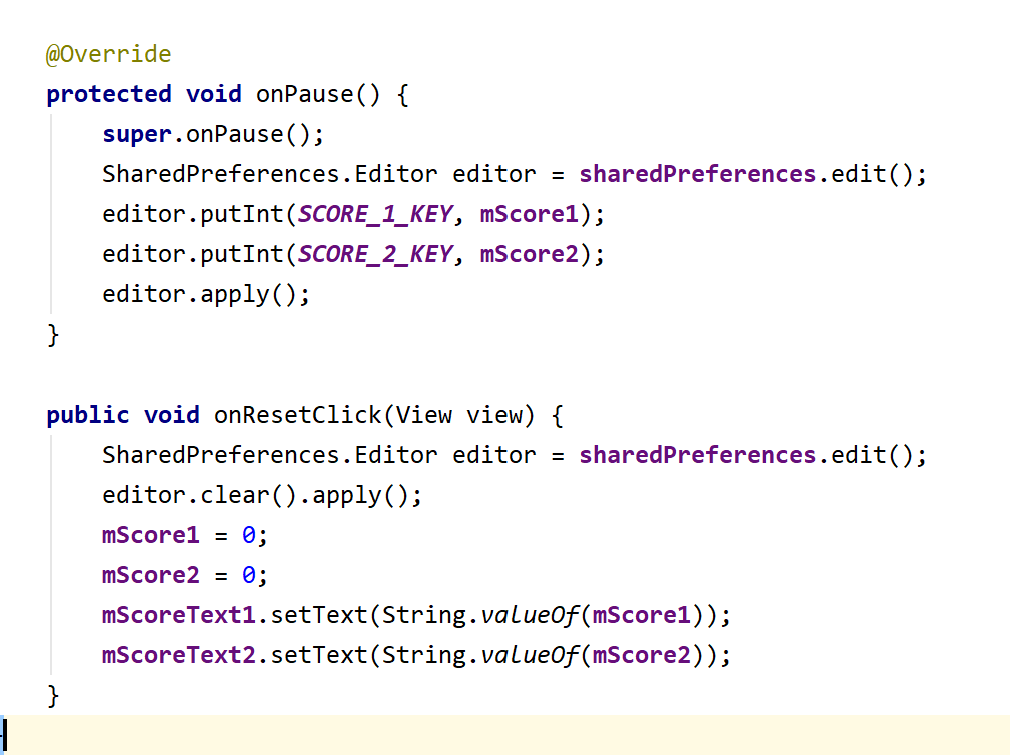 @Override
protected void onPause() {
    super.onPause();
    SharedPreferences.Editor editor = sharedPreferences.edit();
    editor.putInt(SCORE_1_KEY, mScore1);
    editor.putInt(SCORE_2_KEY, mScore2);
    editor.apply();
}

public void onResetClick(View view) {
    SharedPreferences.Editor editor = sharedPreferences.edit();
    editor.clear().apply();
    mScore1 = 0;
    mScore2 = 0;
    mScoreText1.setText(String.valueOf(mScore1));
    mScoreText2.setText(String.valueOf(mScore2));
}